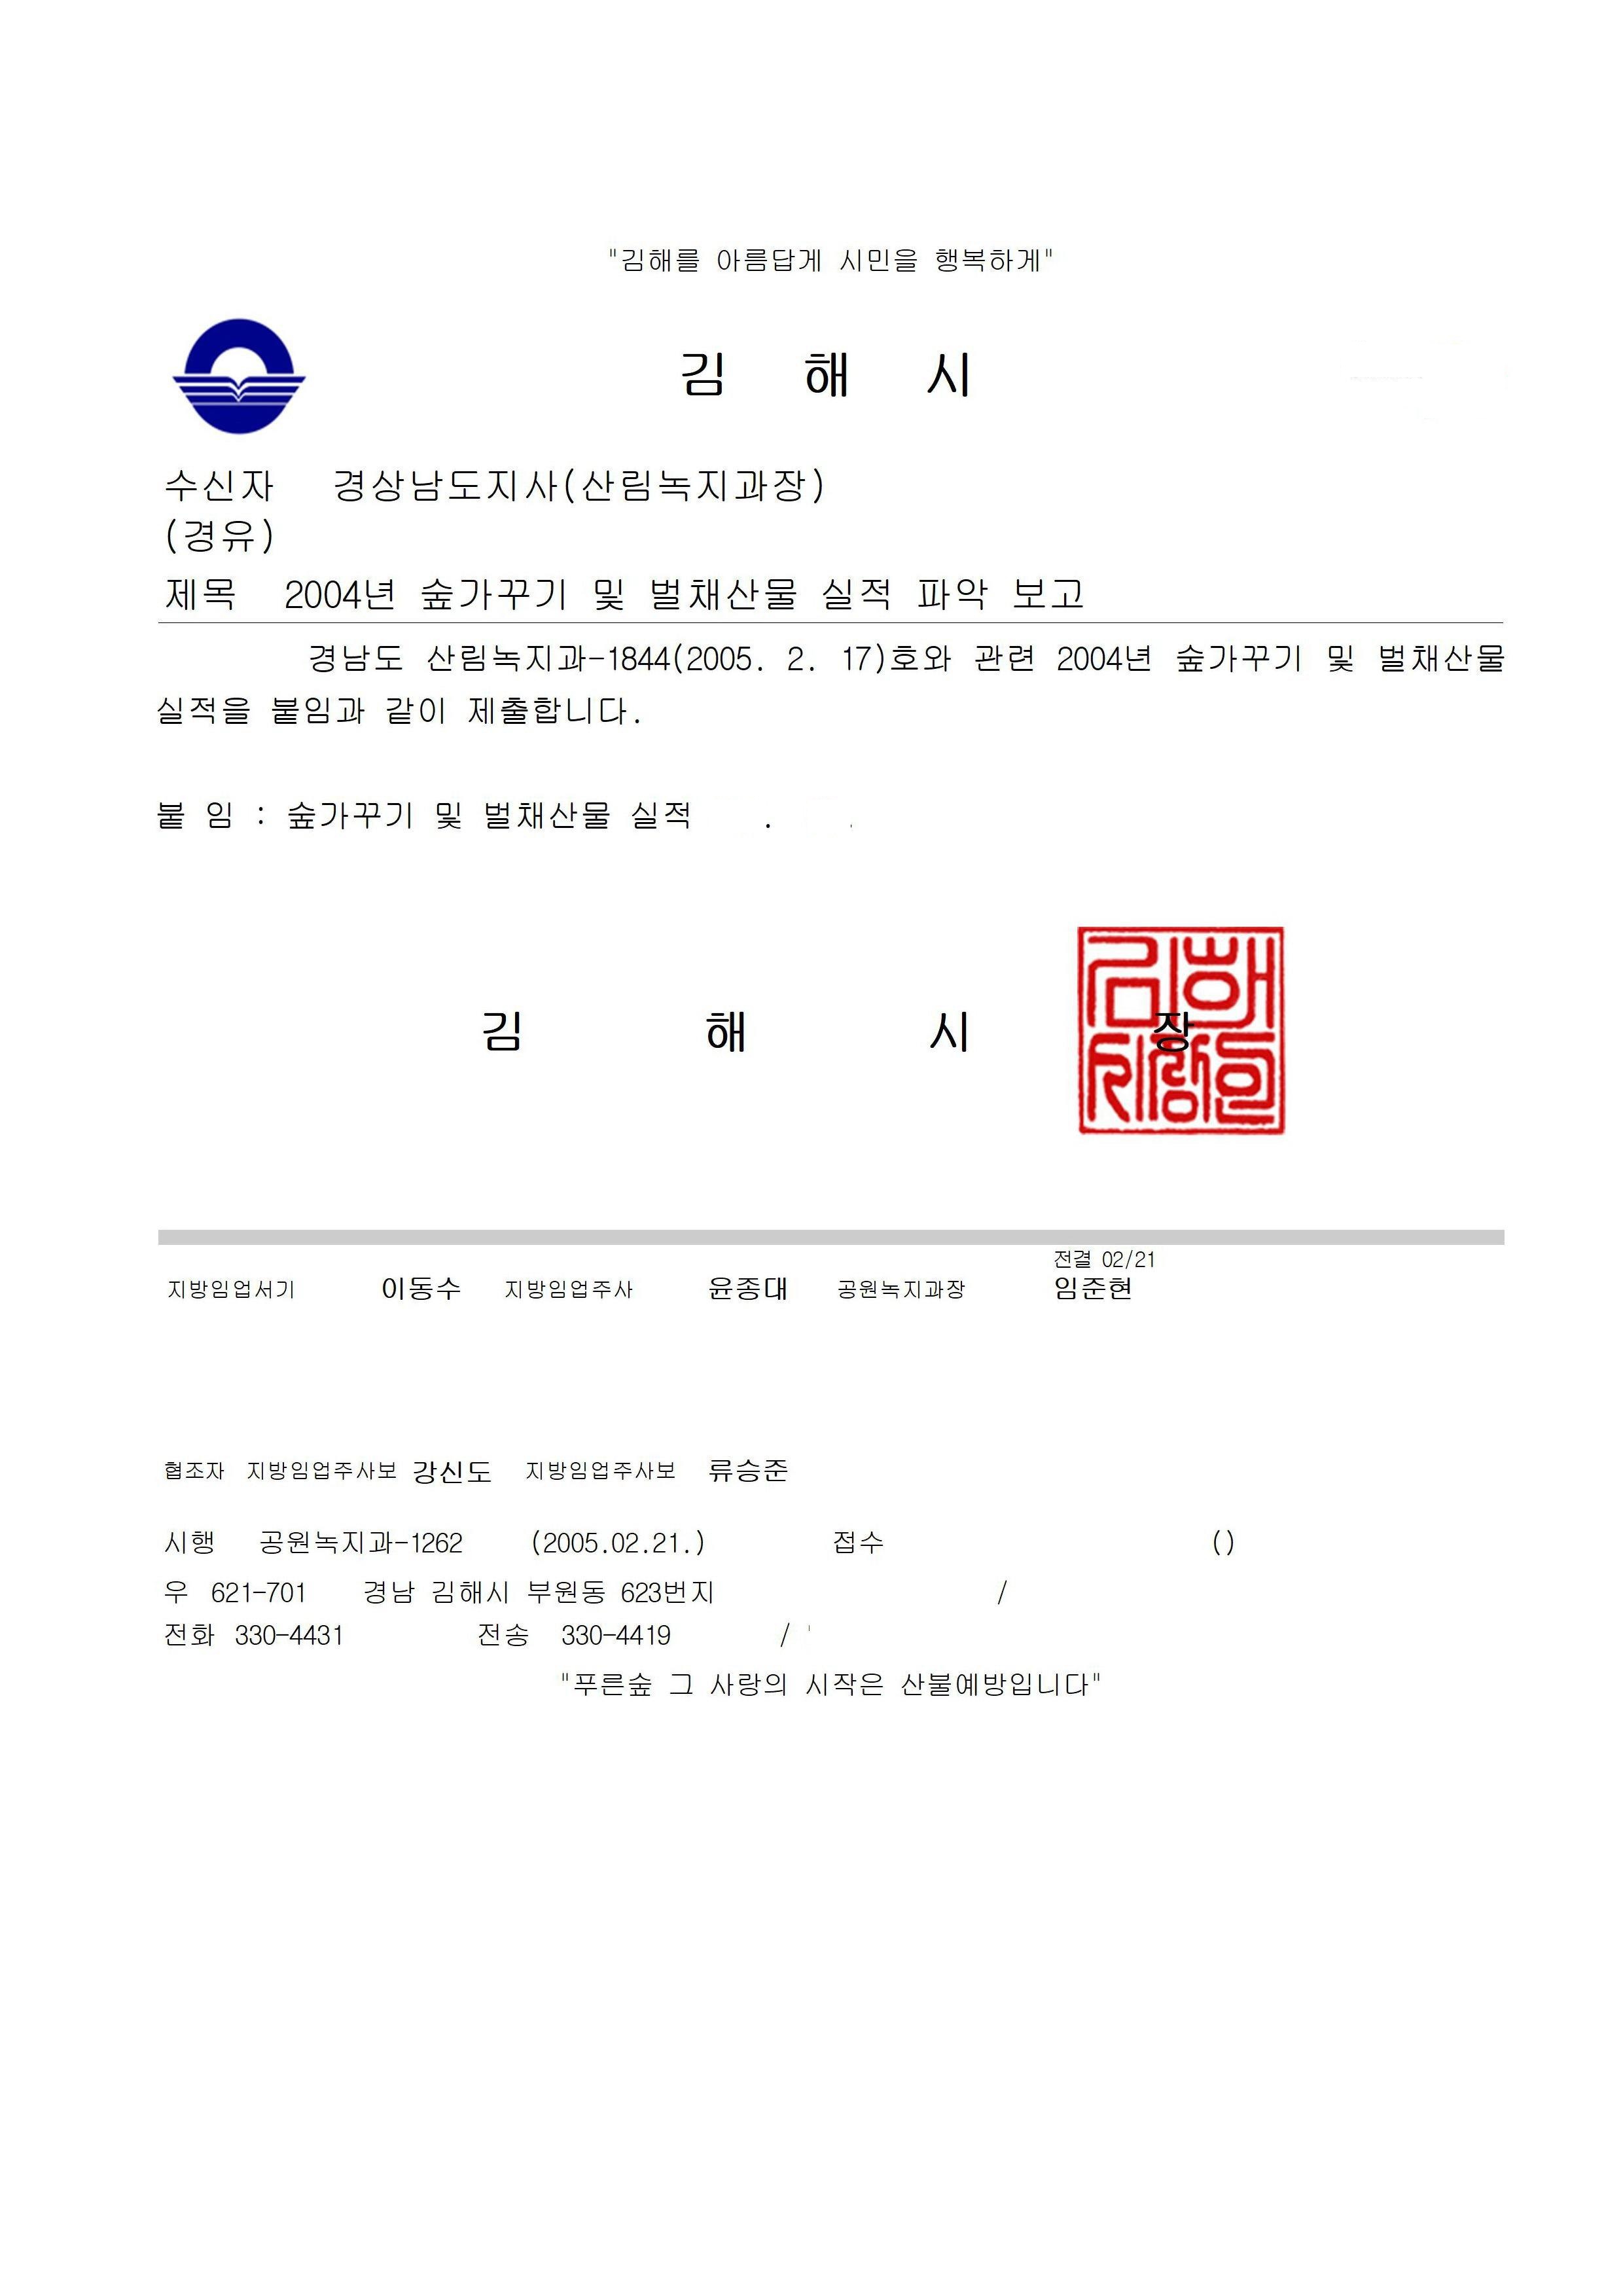 "김해를 아름답게 시민을 행복하게"
김 해 시
수신자 경상남도지사(산림녹지과장)
(경유)
제목 2004년 숲가꾸기 및 벌채산물 실적 파악 보고
경남도 산림녹지과-1844(2005. 2. 17)호와 관련 2004년 숲가꾸기 및 벌채산물
실적을 붙임과 같이 제출합니다.
붙 임 : 숲가꾸기 및 벌채산물 실적 .
김 해 시 장
전결 02/21
지방임업서기 이동수 지방임업주사 윤종대 공원녹지과장 임준현
협조자 지방임업주사보 강신도 지방임업주사보 류승준
시행 공원녹지과-1262 (2005.02.21.) 접수 ()
우 621-701 경남 김해시 부원동 623번지 /
전화 330-4431 전송 330-4419 /
"푸른숲 그 사랑의 시작은 산불예방입니다"